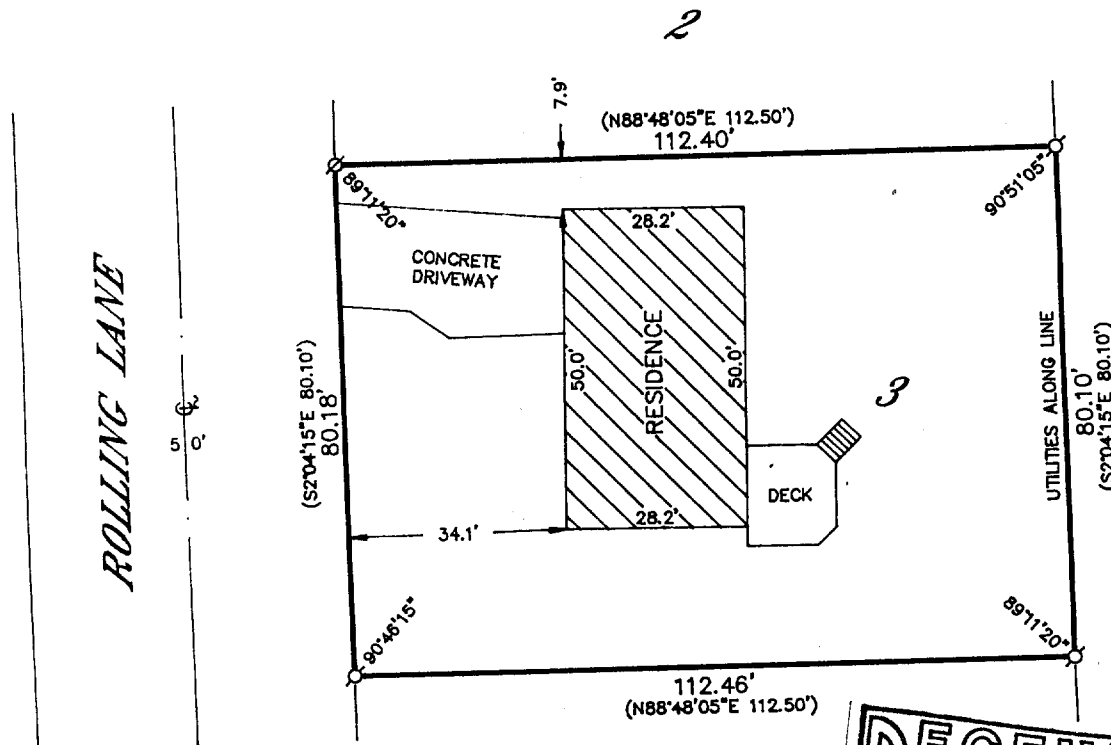 2
7.9'
(N88°48'05"E 112.50')
112.40'
89°11'20"
90°51'05"
28.2'
CONCRETE
DRIVEWAY
ROLLING LANE
50'
(S2°04'15"E 80.10')
80.18'
50.0'
RESIDENCE
50.0'
3
UTILITIES ALONG LINE
80.10'
(S2°04'15"E 80.10')
DECK
28.2'
34.1'
90°46'15"
89°11'20"
112.46'
(N88°48'05"E 112.50')